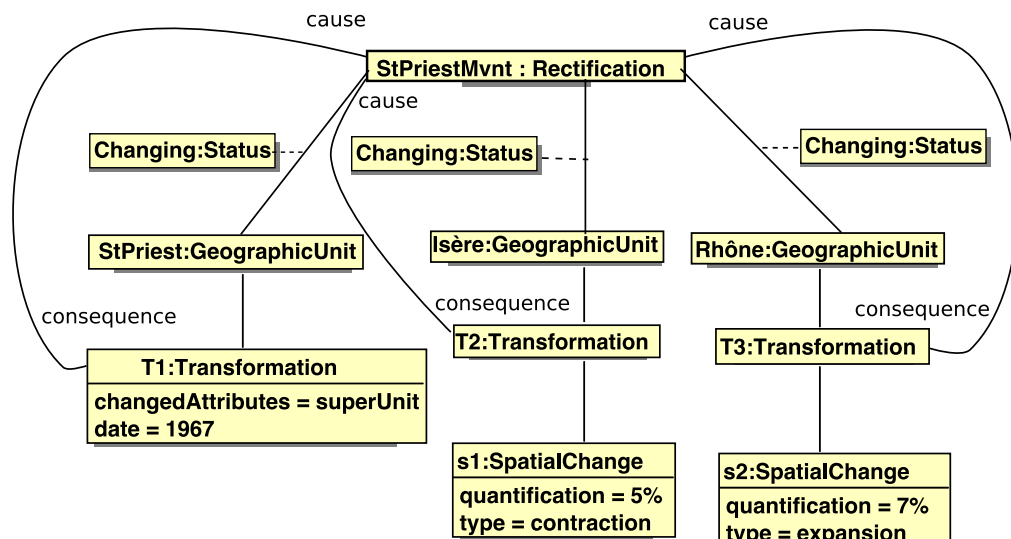 cause
cause
StPriestMvnt : Rectification
cause
Changing:Status
Changing:Status
Changing:Status
StPriest:GeographicUnit
Isère:GeographicUnit
Rhône:GeographicUnit
consequence
consequence
consequence
T1:Transformation
changedAttributes = superUnit
date = 1967
T2:Transformation
T3:Transformation
s1:SpatialChange
quantification = 5%
type = contraction
s2:SpatialChange
quantification = 7%
type = expansion